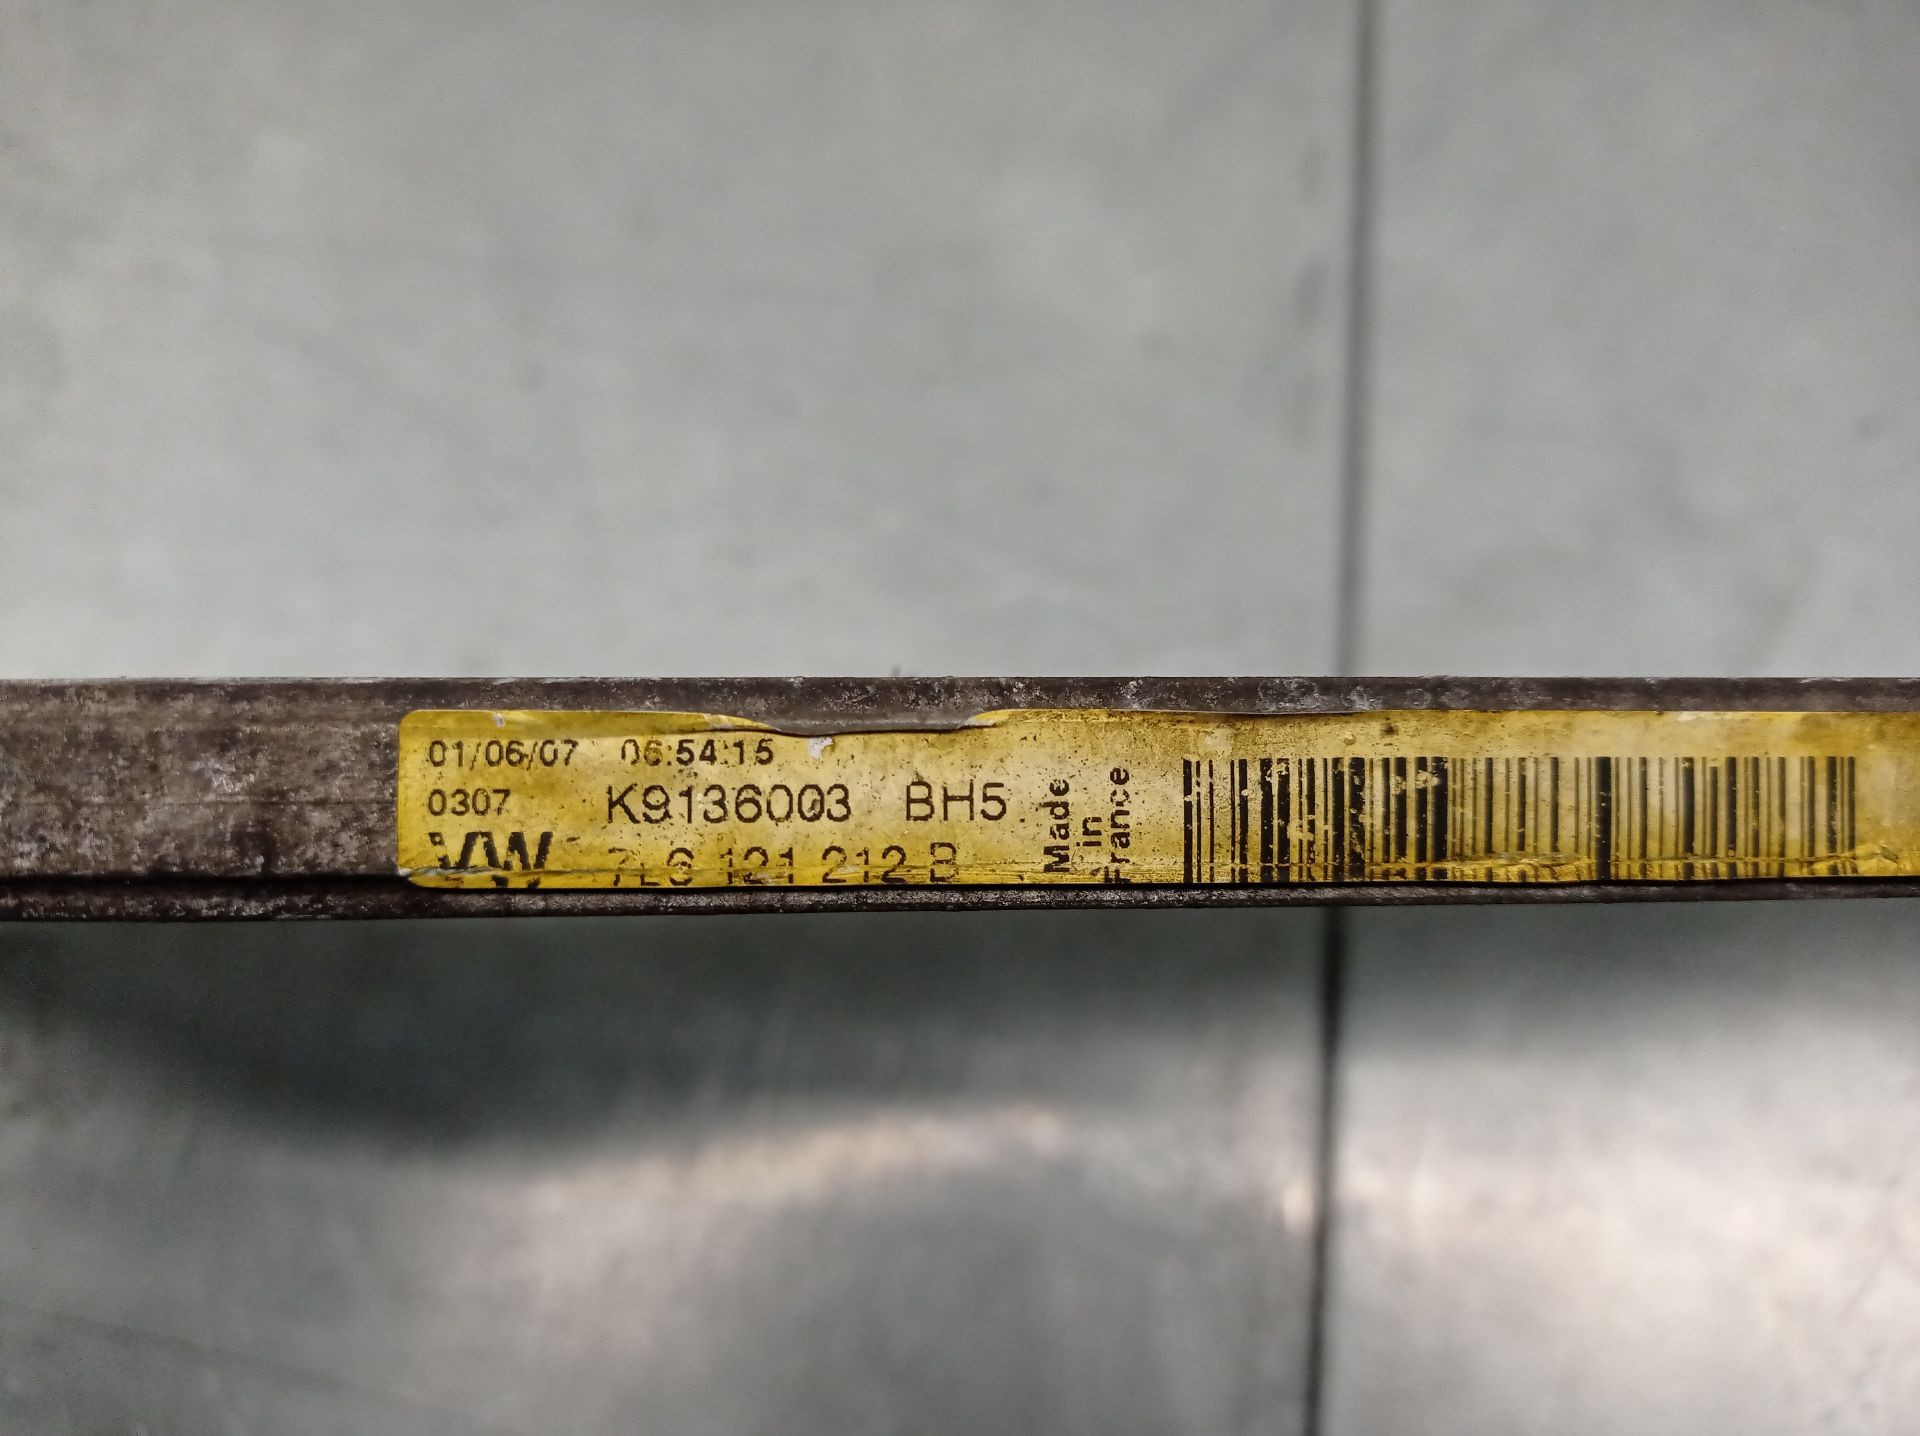 01/06/07 06:54:15
0307 K9136003 BH5
VW 7L6 121 212 B
Made
in
France